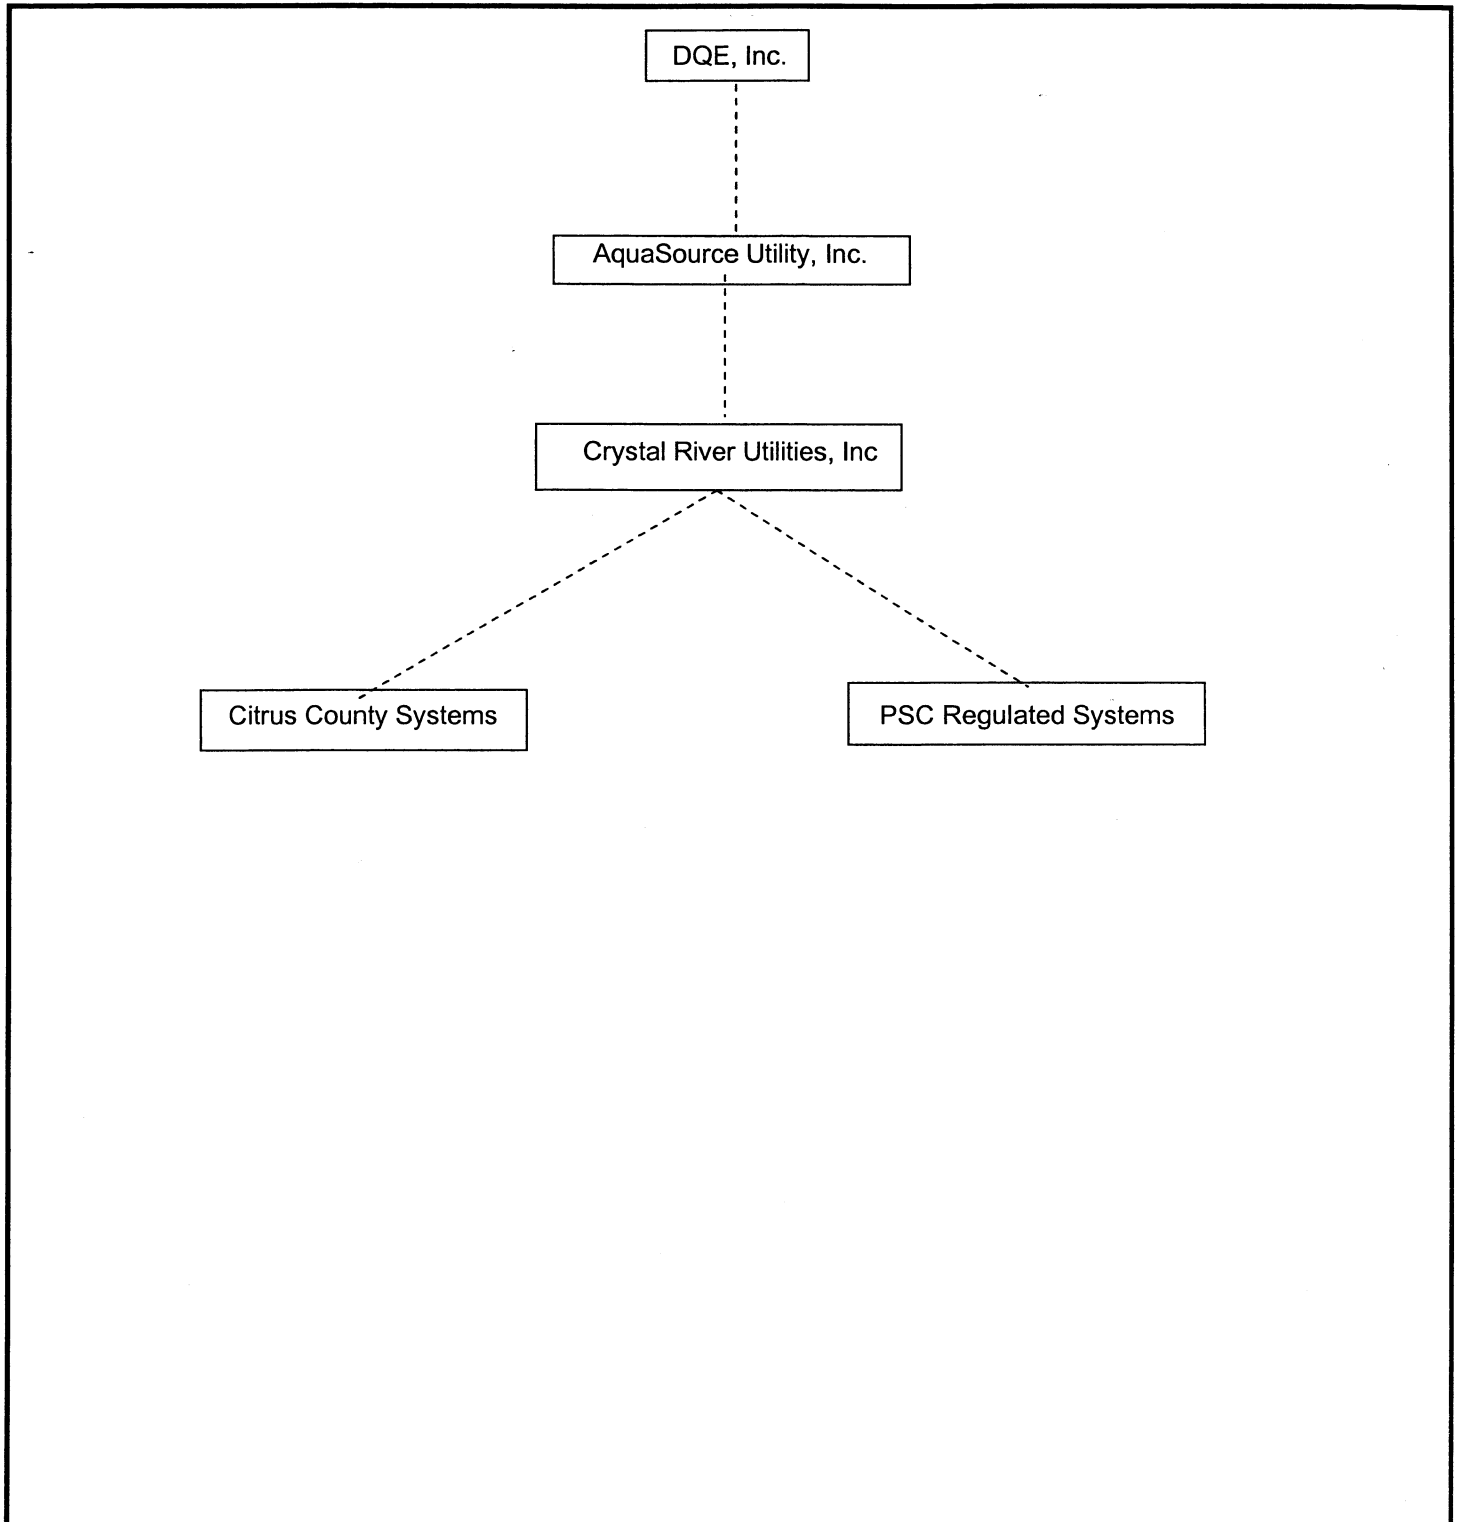 DQE, Inc.
AquaSource Utility, Inc.
Crystal River Utilities, Inc
Citrus County Systems
PSC Regulated Systems